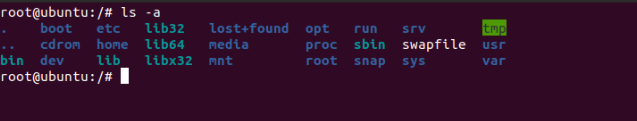 root@ubuntu:/# ls -a
.    boot   etc   lib32   lost+found  opt   run   srv       tmp
..   cdrom  home  lib64   media       proc  sbin  swapfile  usr
bin  dev    lib   libx32  mnt         root  snap  sys       var
root@ubuntu:/#